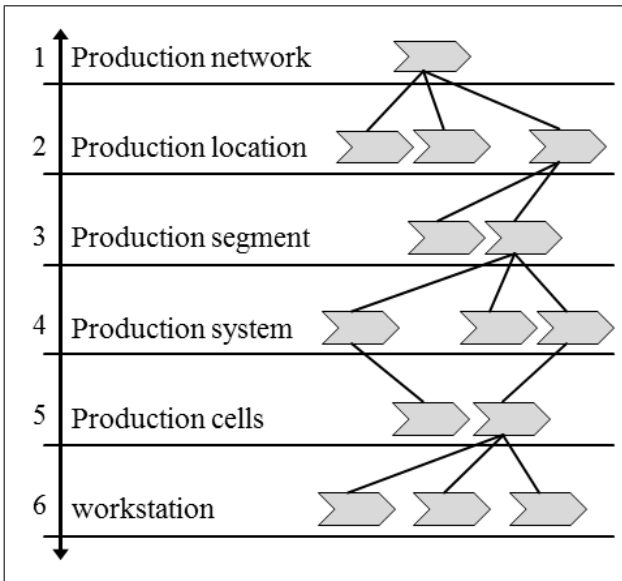 1 Production network
2 Production location
3 Production segment
4 Production system
5 Production cells
6 workstation